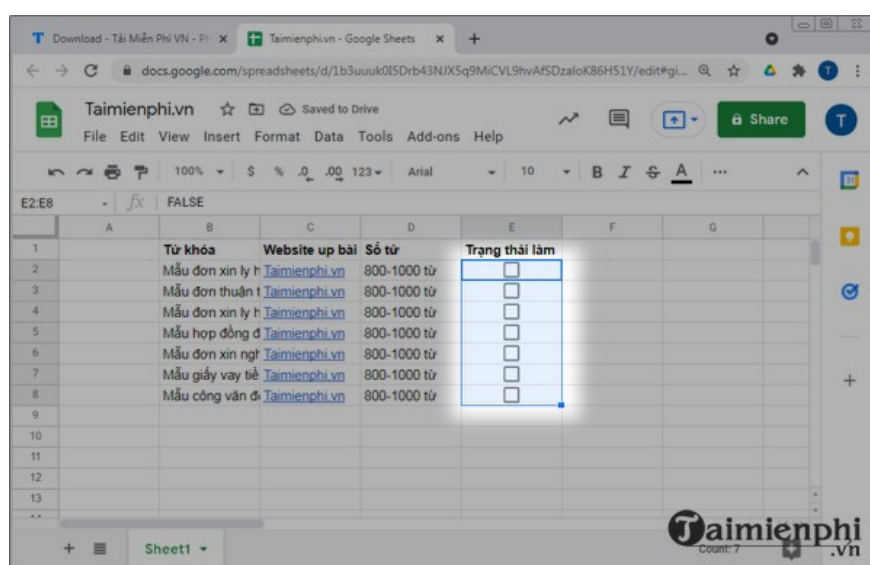 Download - Tải Miễn Phí VN - Ph
Taimienphi.vn - Google Sheets
docs.google.com/spreadsheets/d/1b3uuuk0I5Drb43NJX5q9MiCVL9hvAfSDzaloK86H51Y/edit#gi...
T
Taimienphi.vn Saved to Drive
File Edit View Insert Format Data Tools Add-ons Help
Share
T
100% $ % .0 .00 123 Arial 10 B I S A ...
31
E2:E8 fx FALSE
A B C D E F G
1 Từ khóa Website up bài Số từ Trạng thái làm
2 Mẫu đơn xin ly h Taimienphi.vn 800-1000 từ
3 Mẫu đơn thuận t Taimienphi.vn 800-1000 từ
4 Mẫu đơn xin ly h Taimienphi.vn 800-1000 từ
5 Mẫu hợp đồng đ Taimienphi.vn 800-1000 từ
6 Mẫu đơn xin ngh Taimienphi.vn 800-1000 từ
7 Mẫu giấy vay tiề Taimienphi.vn 800-1000 từ
8 Mẫu công văn đi Taimienphi.vn 800-1000 từ
9
10
11
12
13
Sheet1
Count: 7
Taimienphi
.vn